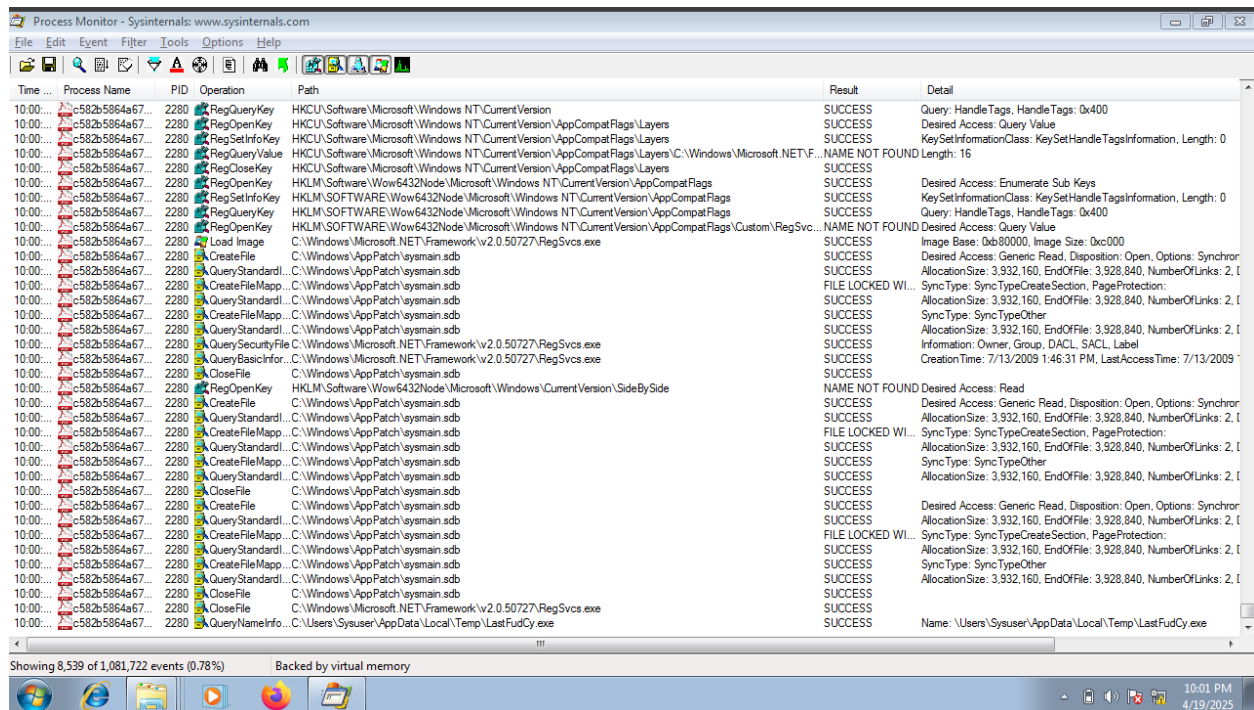 Process Monitor - Sysinternals: www.sysinternals.com
File Edit Event Filter Tools Options Help
Time ... Process Name PID Operation Path Result Detail
10:00:... c582b5864a67... 2280 RegQueryKey HKCU\Software\Microsoft\Windows NT\CurrentVersion SUCCESS Query: HandleTags, HandleTags: 0x400
10:00:... c582b5864a67... 2280 RegOpenKey HKCU\Software\Microsoft\Windows NT\CurrentVersion\AppCompatFlags\Layers SUCCESS Desired Access: Query Value
10:00:... c582b5864a67... 2280 RegSetInfoKey HKCU\Software\Microsoft\Windows NT\CurrentVersion\AppCompatFlags\Layers SUCCESS KeySetInformationClass: KeySetHandleTagsInformation, Length: 0
10:00:... c582b5864a67... 2280 RegQueryValue HKCU\Software\Microsoft\Windows NT\CurrentVersion\AppCompatFlags\Layers\C:\Windows\Microsoft.NET\F... NAME NOT FOUND Length: 16
10:00:... c582b5864a67... 2280 RegCloseKey HKCU\Software\Microsoft\Windows NT\CurrentVersion\AppCompatFlags\Layers SUCCESS
10:00:... c582b5864a67... 2280 RegOpenKey HKLM\Software\Wow6432Node\Microsoft\Windows NT\CurrentVersion\AppCompatFlags SUCCESS Desired Access: Enumerate Sub Keys
10:00:... c582b5864a67... 2280 RegSetInfoKey HKLM\SOFTWARE\Wow6432Node\Microsoft\Windows NT\CurrentVersion\AppCompatFlags SUCCESS KeySetInformationClass: KeySetHandleTagsInformation, Length: 0
10:00:... c582b5864a67... 2280 RegQueryKey HKLM\SOFTWARE\Wow6432Node\Microsoft\Windows NT\CurrentVersion\AppCompatFlags SUCCESS Query: HandleTags, HandleTags: 0x400
10:00:... c582b5864a67... 2280 RegOpenKey HKLM\SOFTWARE\Wow6432Node\Microsoft\Windows NT\CurrentVersion\AppCompatFlags\Custom\RegSvc... NAME NOT FOUND Desired Access: Query Value
10:00:... c582b5864a67... 2280 Load Image C:\Windows\Microsoft.NET\Framework\v2.0.50727\RegSvcs.exe SUCCESS Image Base: 0xb80000, Image Size: 0xc000
10:00:... c582b5864a67... 2280 CreateFile C:\Windows\AppPatch\sysmain.sdb SUCCESS Desired Access: Generic Read, Disposition: Open, Options: Synchron
10:00:... c582b5864a67... 2280 QueryStandardI... C:\Windows\AppPatch\sysmain.sdb SUCCESS AllocationSize: 3,932,160, EndOfFile: 3,928,840, NumberOfLinks: 2, D
10:00:... c582b5864a67... 2280 CreateFileMapp... C:\Windows\AppPatch\sysmain.sdb FILE LOCKED WI... SyncType: SyncTypeCreateSection, PageProtection:
10:00:... c582b5864a67... 2280 QueryStandardI... C:\Windows\AppPatch\sysmain.sdb SUCCESS AllocationSize: 3,932,160, EndOfFile: 3,928,840, NumberOfLinks: 2, D
10:00:... c582b5864a67... 2280 CreateFileMapp... C:\Windows\AppPatch\sysmain.sdb SUCCESS SyncType: SyncTypeOther
10:00:... c582b5864a67... 2280 QueryStandardI... C:\Windows\AppPatch\sysmain.sdb SUCCESS AllocationSize: 3,932,160, EndOfFile: 3,928,840, NumberOfLinks: 2, D
10:00:... c582b5864a67... 2280 QuerySecurityFile C:\Windows\Microsoft.NET\Framework\v2.0.50727\RegSvcs.exe SUCCESS Information: Owner, Group, DACL, SACL, Label
10:00:... c582b5864a67... 2280 QueryBasicInfor... C:\Windows\Microsoft.NET\Framework\v2.0.50727\RegSvcs.exe SUCCESS CreationTime: 7/13/2009 1:46:31 PM, LastAccessTime: 7/13/2009
10:00:... c582b5864a67... 2280 CloseFile C:\Windows\AppPatch\sysmain.sdb SUCCESS
10:00:... c582b5864a67... 2280 RegOpenKey HKLM\Software\Wow6432Node\Microsoft\Windows\CurrentVersion\SideBySide NAME NOT FOUND Desired Access: Read
10:00:... c582b5864a67... 2280 CreateFile C:\Windows\AppPatch\sysmain.sdb SUCCESS Desired Access: Generic Read, Disposition: Open, Options: Synchron
10:00:... c582b5864a67... 2280 QueryStandardI... C:\Windows\AppPatch\sysmain.sdb SUCCESS AllocationSize: 3,932,160, EndOfFile: 3,928,840, NumberOfLinks: 2, D
10:00:... c582b5864a67... 2280 CreateFileMapp... C:\Windows\AppPatch\sysmain.sdb FILE LOCKED WI... SyncType: SyncTypeCreateSection, PageProtection:
10:00:... c582b5864a67... 2280 QueryStandardI... C:\Windows\AppPatch\sysmain.sdb SUCCESS AllocationSize: 3,932,160, EndOfFile: 3,928,840, NumberOfLinks: 2, D
10:00:... c582b5864a67... 2280 CreateFileMapp... C:\Windows\AppPatch\sysmain.sdb SUCCESS SyncType: SyncTypeOther
10:00:... c582b5864a67... 2280 QueryStandardI... C:\Windows\AppPatch\sysmain.sdb SUCCESS AllocationSize: 3,932,160, EndOfFile: 3,928,840, NumberOfLinks: 2, D
10:00:... c582b5864a67... 2280 CloseFile C:\Windows\AppPatch\sysmain.sdb SUCCESS
10:00:... c582b5864a67... 2280 CreateFile C:\Windows\AppPatch\sysmain.sdb SUCCESS Desired Access: Generic Read, Disposition: Open, Options: Synchron
10:00:... c582b5864a67... 2280 QueryStandardI... C:\Windows\AppPatch\sysmain.sdb SUCCESS AllocationSize: 3,932,160, EndOfFile: 3,928,840, NumberOfLinks: 2, D
10:00:... c582b5864a67... 2280 CreateFileMapp... C:\Windows\AppPatch\sysmain.sdb FILE LOCKED WI... SyncType: SyncTypeCreateSection, PageProtection:
10:00:... c582b5864a67... 2280 QueryStandardI... C:\Windows\AppPatch\sysmain.sdb SUCCESS AllocationSize: 3,932,160, EndOfFile: 3,928,840, NumberOfLinks: 2, D
10:00:... c582b5864a67... 2280 CreateFileMapp... C:\Windows\AppPatch\sysmain.sdb SUCCESS SyncType: SyncTypeOther
10:00:... c582b5864a67... 2280 QueryStandardI... C:\Windows\AppPatch\sysmain.sdb SUCCESS AllocationSize: 3,932,160, EndOfFile: 3,928,840, NumberOfLinks: 2, D
10:00:... c582b5864a67... 2280 CloseFile C:\Windows\AppPatch\sysmain.sdb SUCCESS
10:00:... c582b5864a67... 2280 CloseFile C:\Windows\Microsoft.NET\Framework\v2.0.50727\RegSvcs.exe SUCCESS
10:00:... c582b5864a67... 2280 QueryNameInfo... C:\Users\Sysuser\AppData\Local\Temp\LastFudCy.exe SUCCESS Name: \Users\Sysuser\AppData\Local\Temp\LastFudCy.exe
Showing 8,539 of 1,081,722 events (0.78%) Backed by virtual memory
10:01 PM
4/19/2025